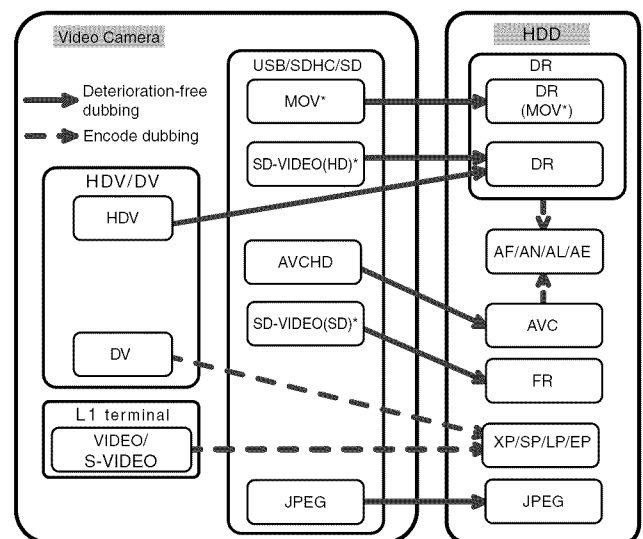 Video Camera
Deterioration-free
dubbing
Encode dubbing
HDV/DV
HDV
DV
L1 terminal
VIDEO/
S-VIDEO
USB/SDHC/SD
MOV*
SD-VIDEO(HD)*
AVCHD
SD-VIDEO(SD)*
JPEG
HDD
DR
DR
(MOV*)
DR
AF/AN/AL/AE
AVC
FR
XP/SP/LP/EP
JPEG